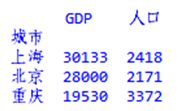 GDP 人口
城市
上海 30133 2418
北京 28000 2171
重庆 19530 3372